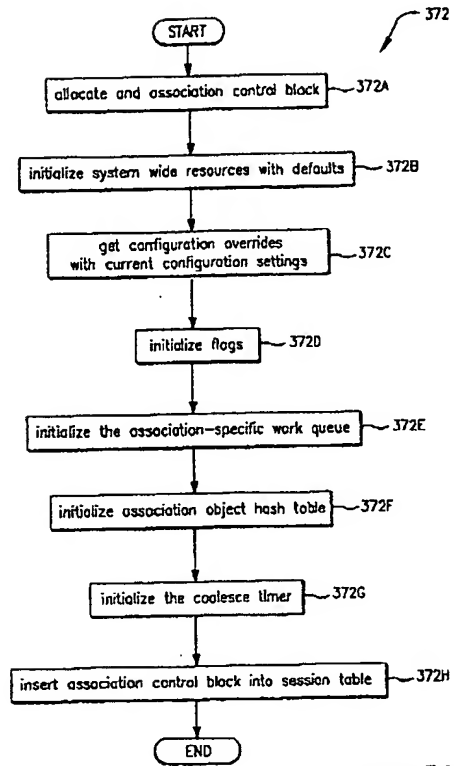 372
START
allocate and association control block
372A
initialize system wide resources with defaults
372B
get configuration overrides
with current configuration settings
372C
initialize flags
372D
initialize the association-specific work queue
372E
initialize association object hash table
372F
initialize the coalesce timer
372G
insert association control block into session table
372H
END